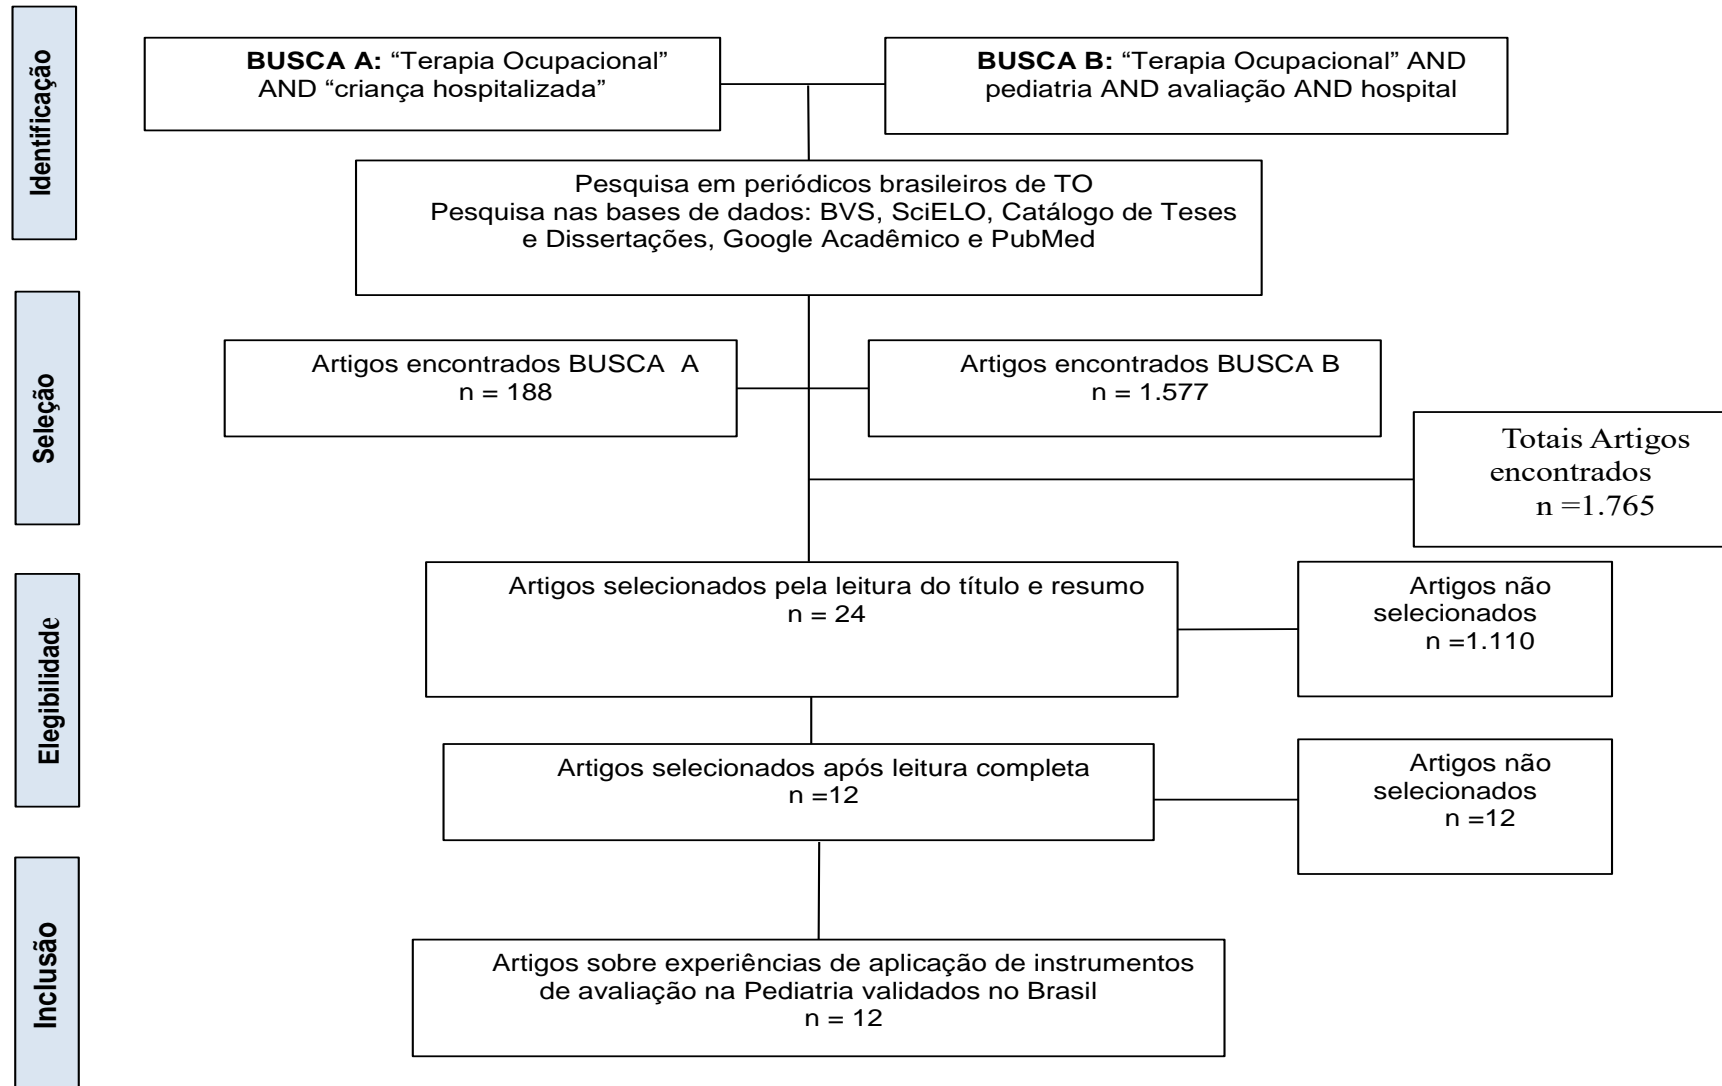 Identificação
BUSCA A: “Terapia Ocupacional”
AND “criança hospitalizada”
BUSCA B: “Terapia Ocupacional” AND
pediatria AND avaliação AND hospital
Pesquisa em periódicos brasileiros de TO
Pesquisa nas bases de dados: BVS, SciELO, Catálogo de Teses
e Dissertações, Google Acadêmico e PubMed
Seleção
Artigos encontrados BUSCA A
n = 188
Artigos encontrados BUSCA B
n = 1.577
Totais Artigos
encontrados
n =1.765
Elegibilidade
Artigos selecionados pela leitura do título e resumo
n = 24
Artigos não
selecionados
n =1.110
Artigos selecionados após leitura completa
n =12
Artigos não
selecionados
n =12
Inclusão
Artigos sobre experiências de aplicação de instrumentos
de avaliação na Pediatria validados no Brasil
n = 12